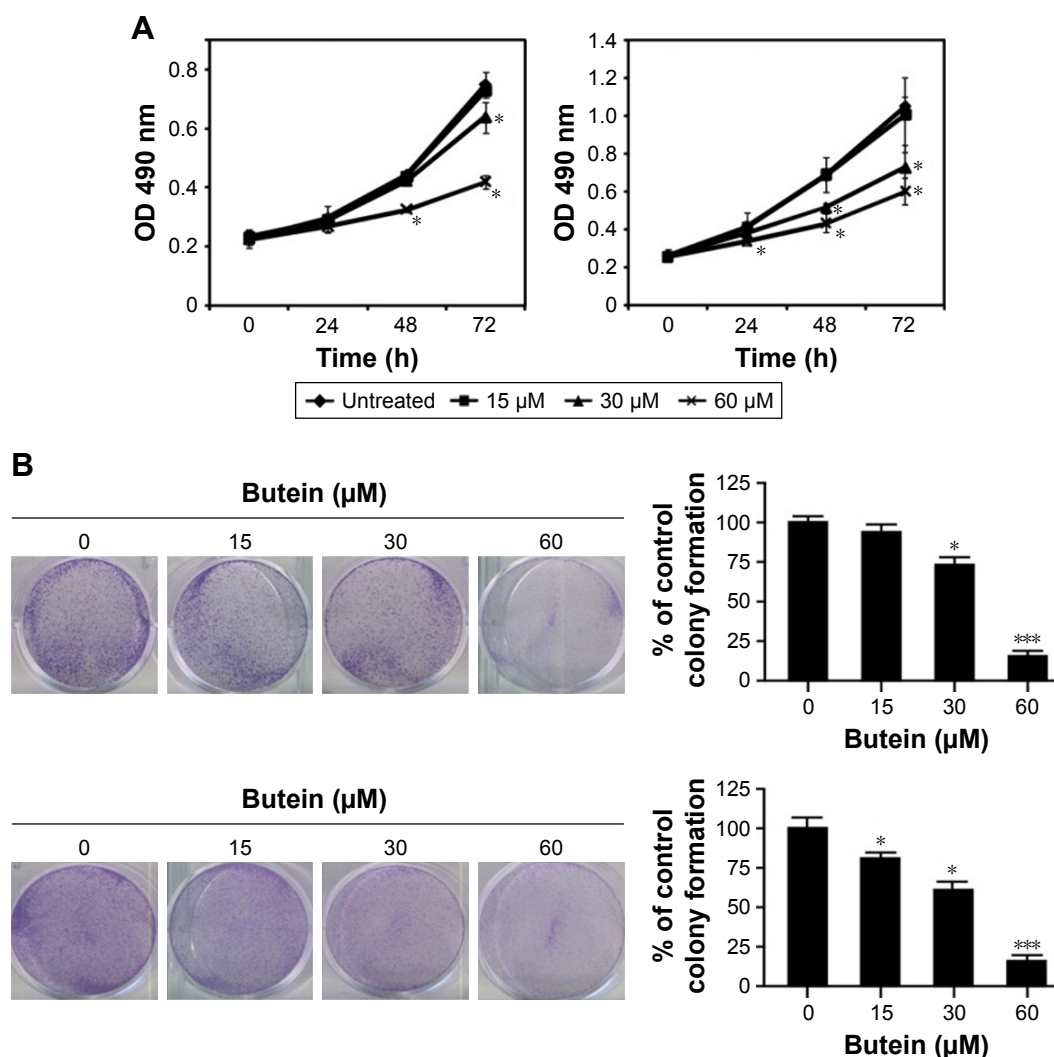 A
OD 490 nm
0.8
0.6
0.4
0.2
0
*
*
*
0
24
48
72
Time (h)
OD 490 nm
1.4
1.2
1.0
0.8
0.6
0.4
0.2
0
*
*
*
*
*
0
24
48
72
Time (h)
Untreated 15 µM 30 µM 60 µM
B
Butein (µM)
0 15 30 60
% of control
colony formation
125
100
75
50
25
0
*
***
0 15 30 60
Butein (µM)
Butein (µM)
0 15 30 60
% of control
colony formation
125
100
75
50
25
0
*
*
***
0 15 30 60
Butein (µM)